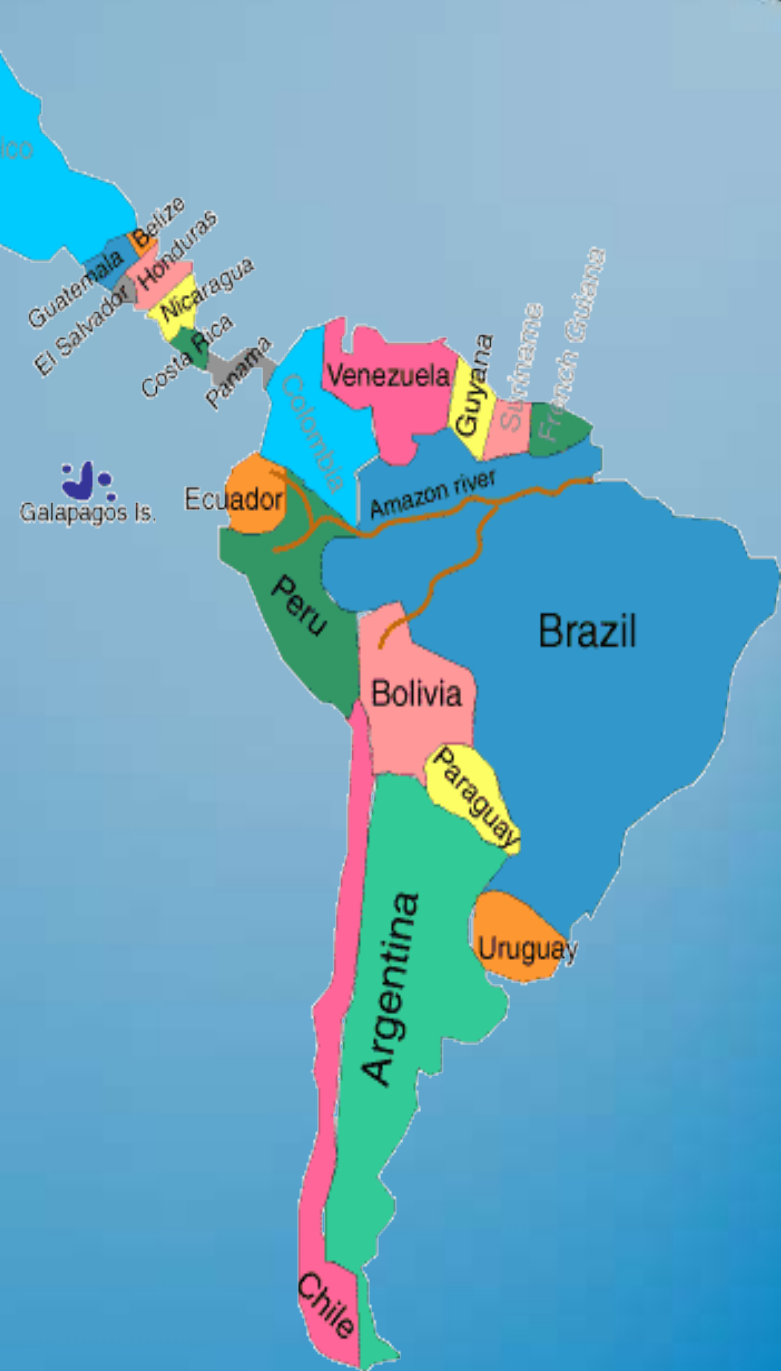 ico
Belize
Guatemala
Honduras
El Salvador
Nicaragua
Costa Rica
Panama
Venezuela
Guyana
Suriname
French Guiana
Colombia
Amazon river
Ecuador
Galapagos Is.
Peru
Brazil
Bolivia
Paraguay
Argentina
Uruguay
Chile